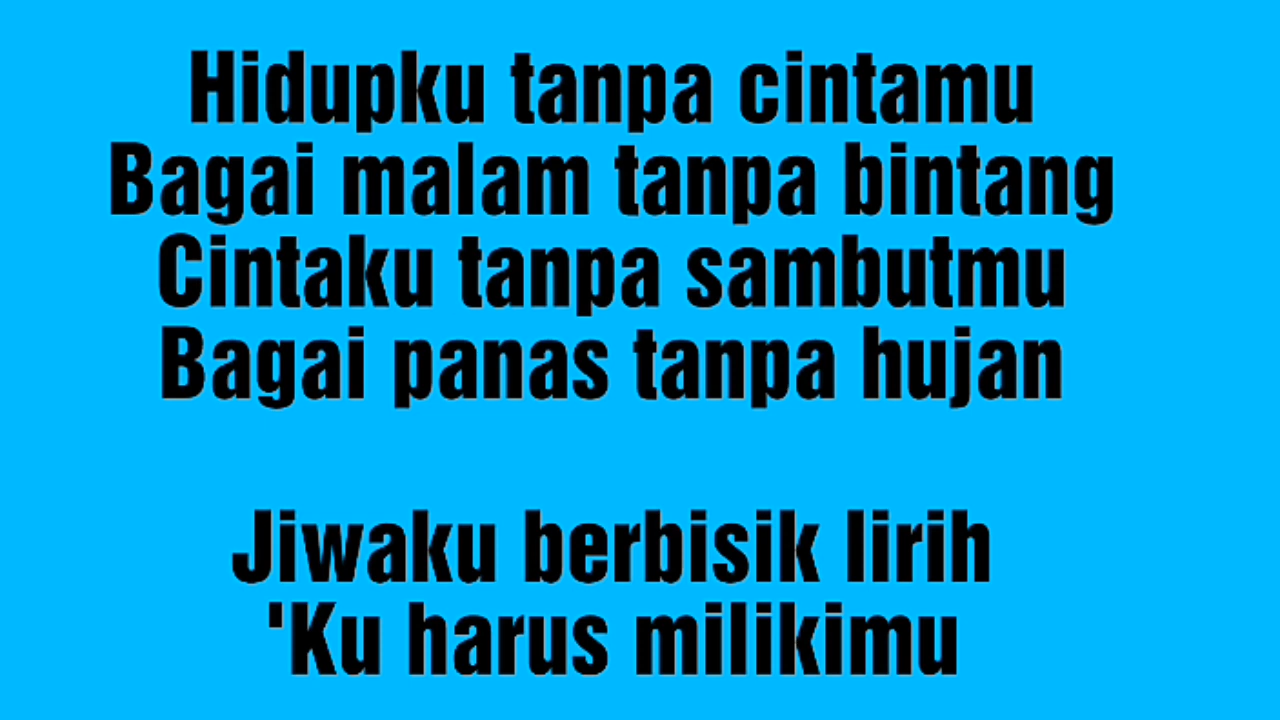 Hidupku tanpa cintamu
Bagai malam tanpa bintang
Cintaku tanpa sambutmu
Bagai panas tanpa hujan
Jiwaku berbisik lirih
'Ku harus milikimu